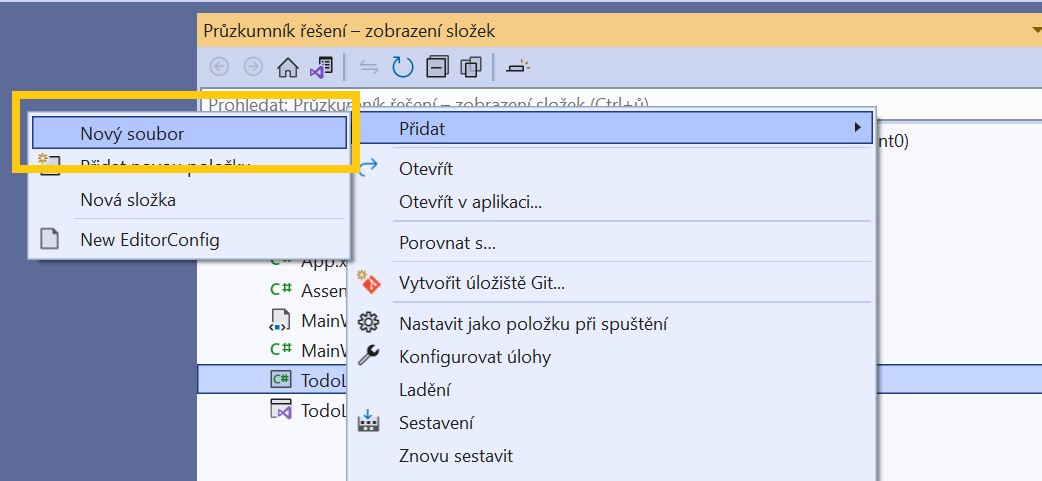 Průzkumník řešení – zobrazení složek
Prohledat: Průzkumník řešení – zobrazení složek (Ctrl+ů)
nt0)
Nový soubor
Přidat novou položku
Nová složka
New EditorConfig
Přidat
Otevřít
Otevřít v aplikaci...
Porovnat s...
Vytvořit úložiště Git...
Nastavit jako položku při spuštění
Konfigurovat úlohy
Ladění
Sestavení
Znovu sestavit
C# App.x
C# Assen
MainW
C# MainW
C# TodoL
TodoL